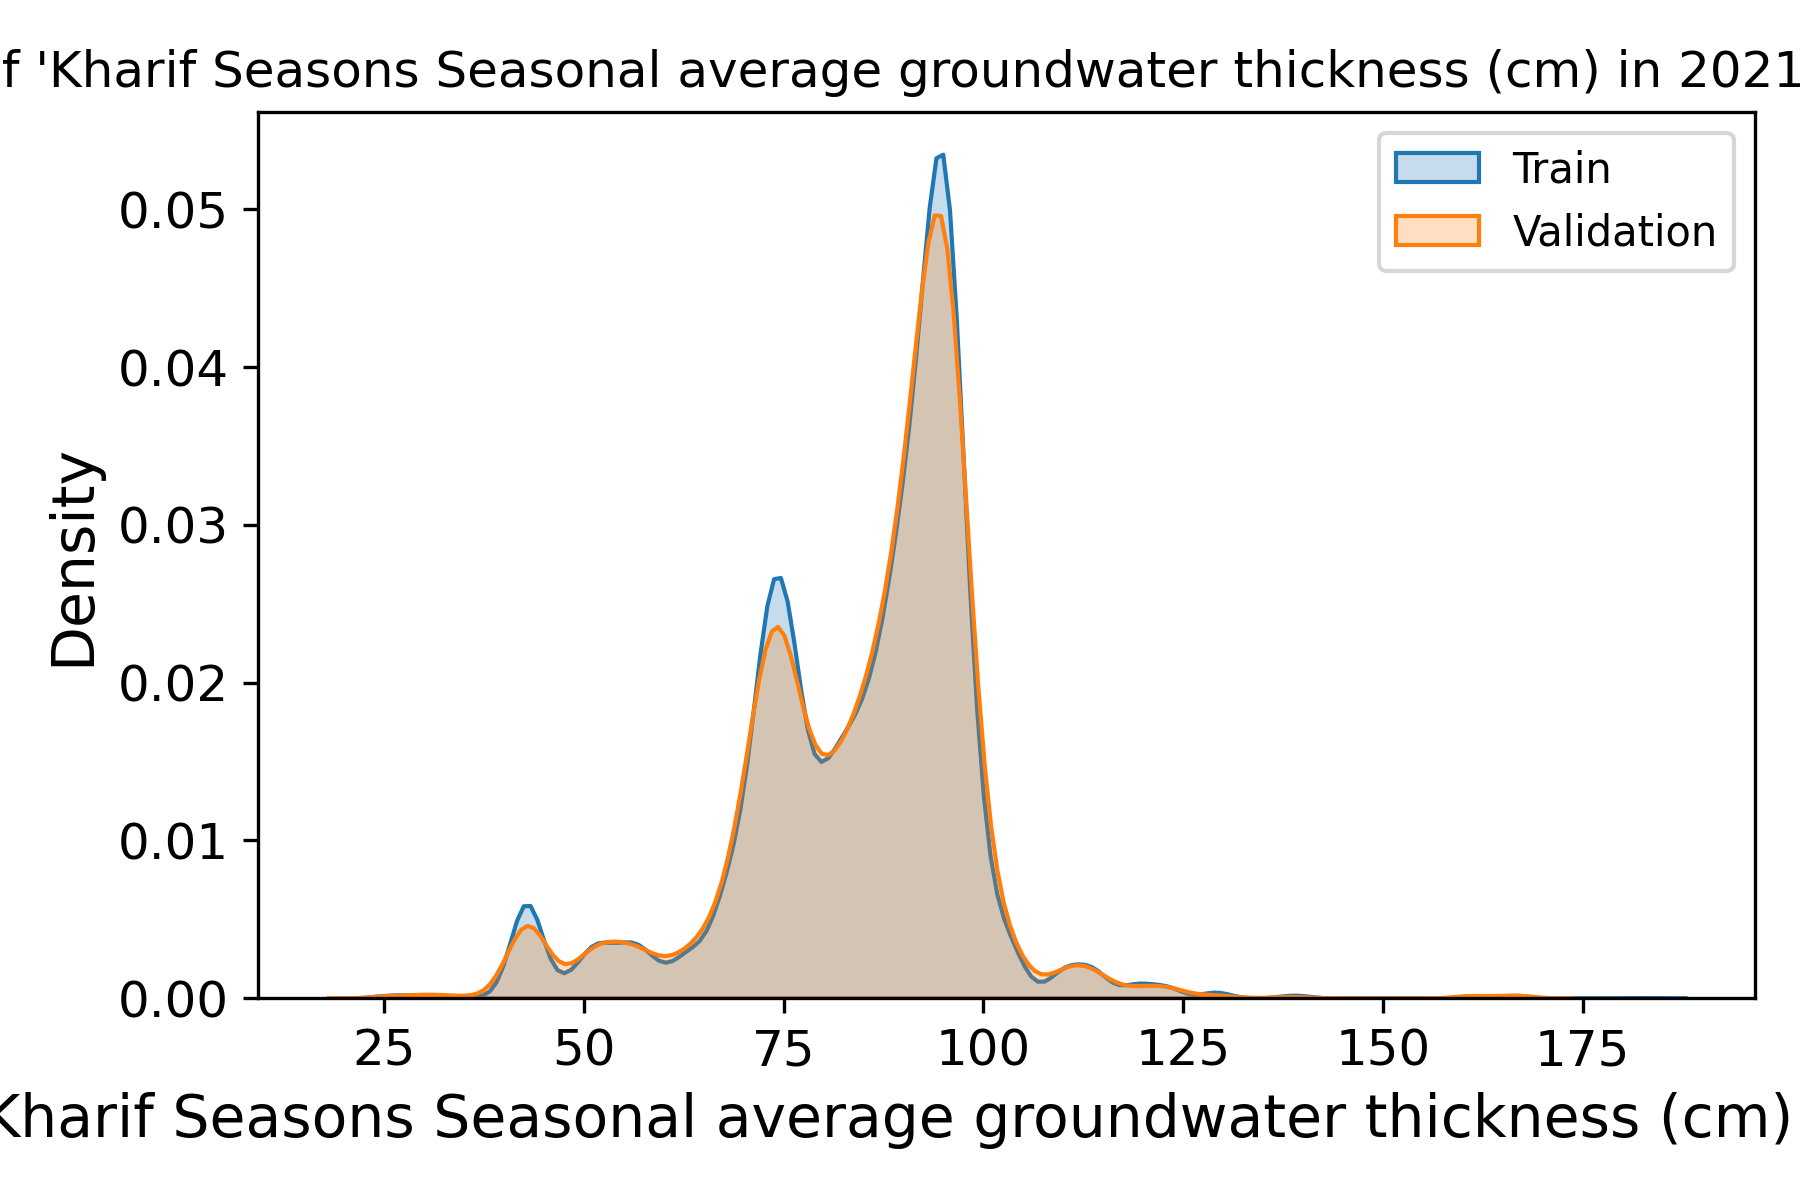 f 'Kharif Seasons Seasonal average groundwater thickness (cm) in 2021
Train
Validation
0.05
0.04
0.03
0.02
0.01
0.00
Density
25 50 75 100 125 150 175
Kharif Seasons Seasonal average groundwater thickness (cm)